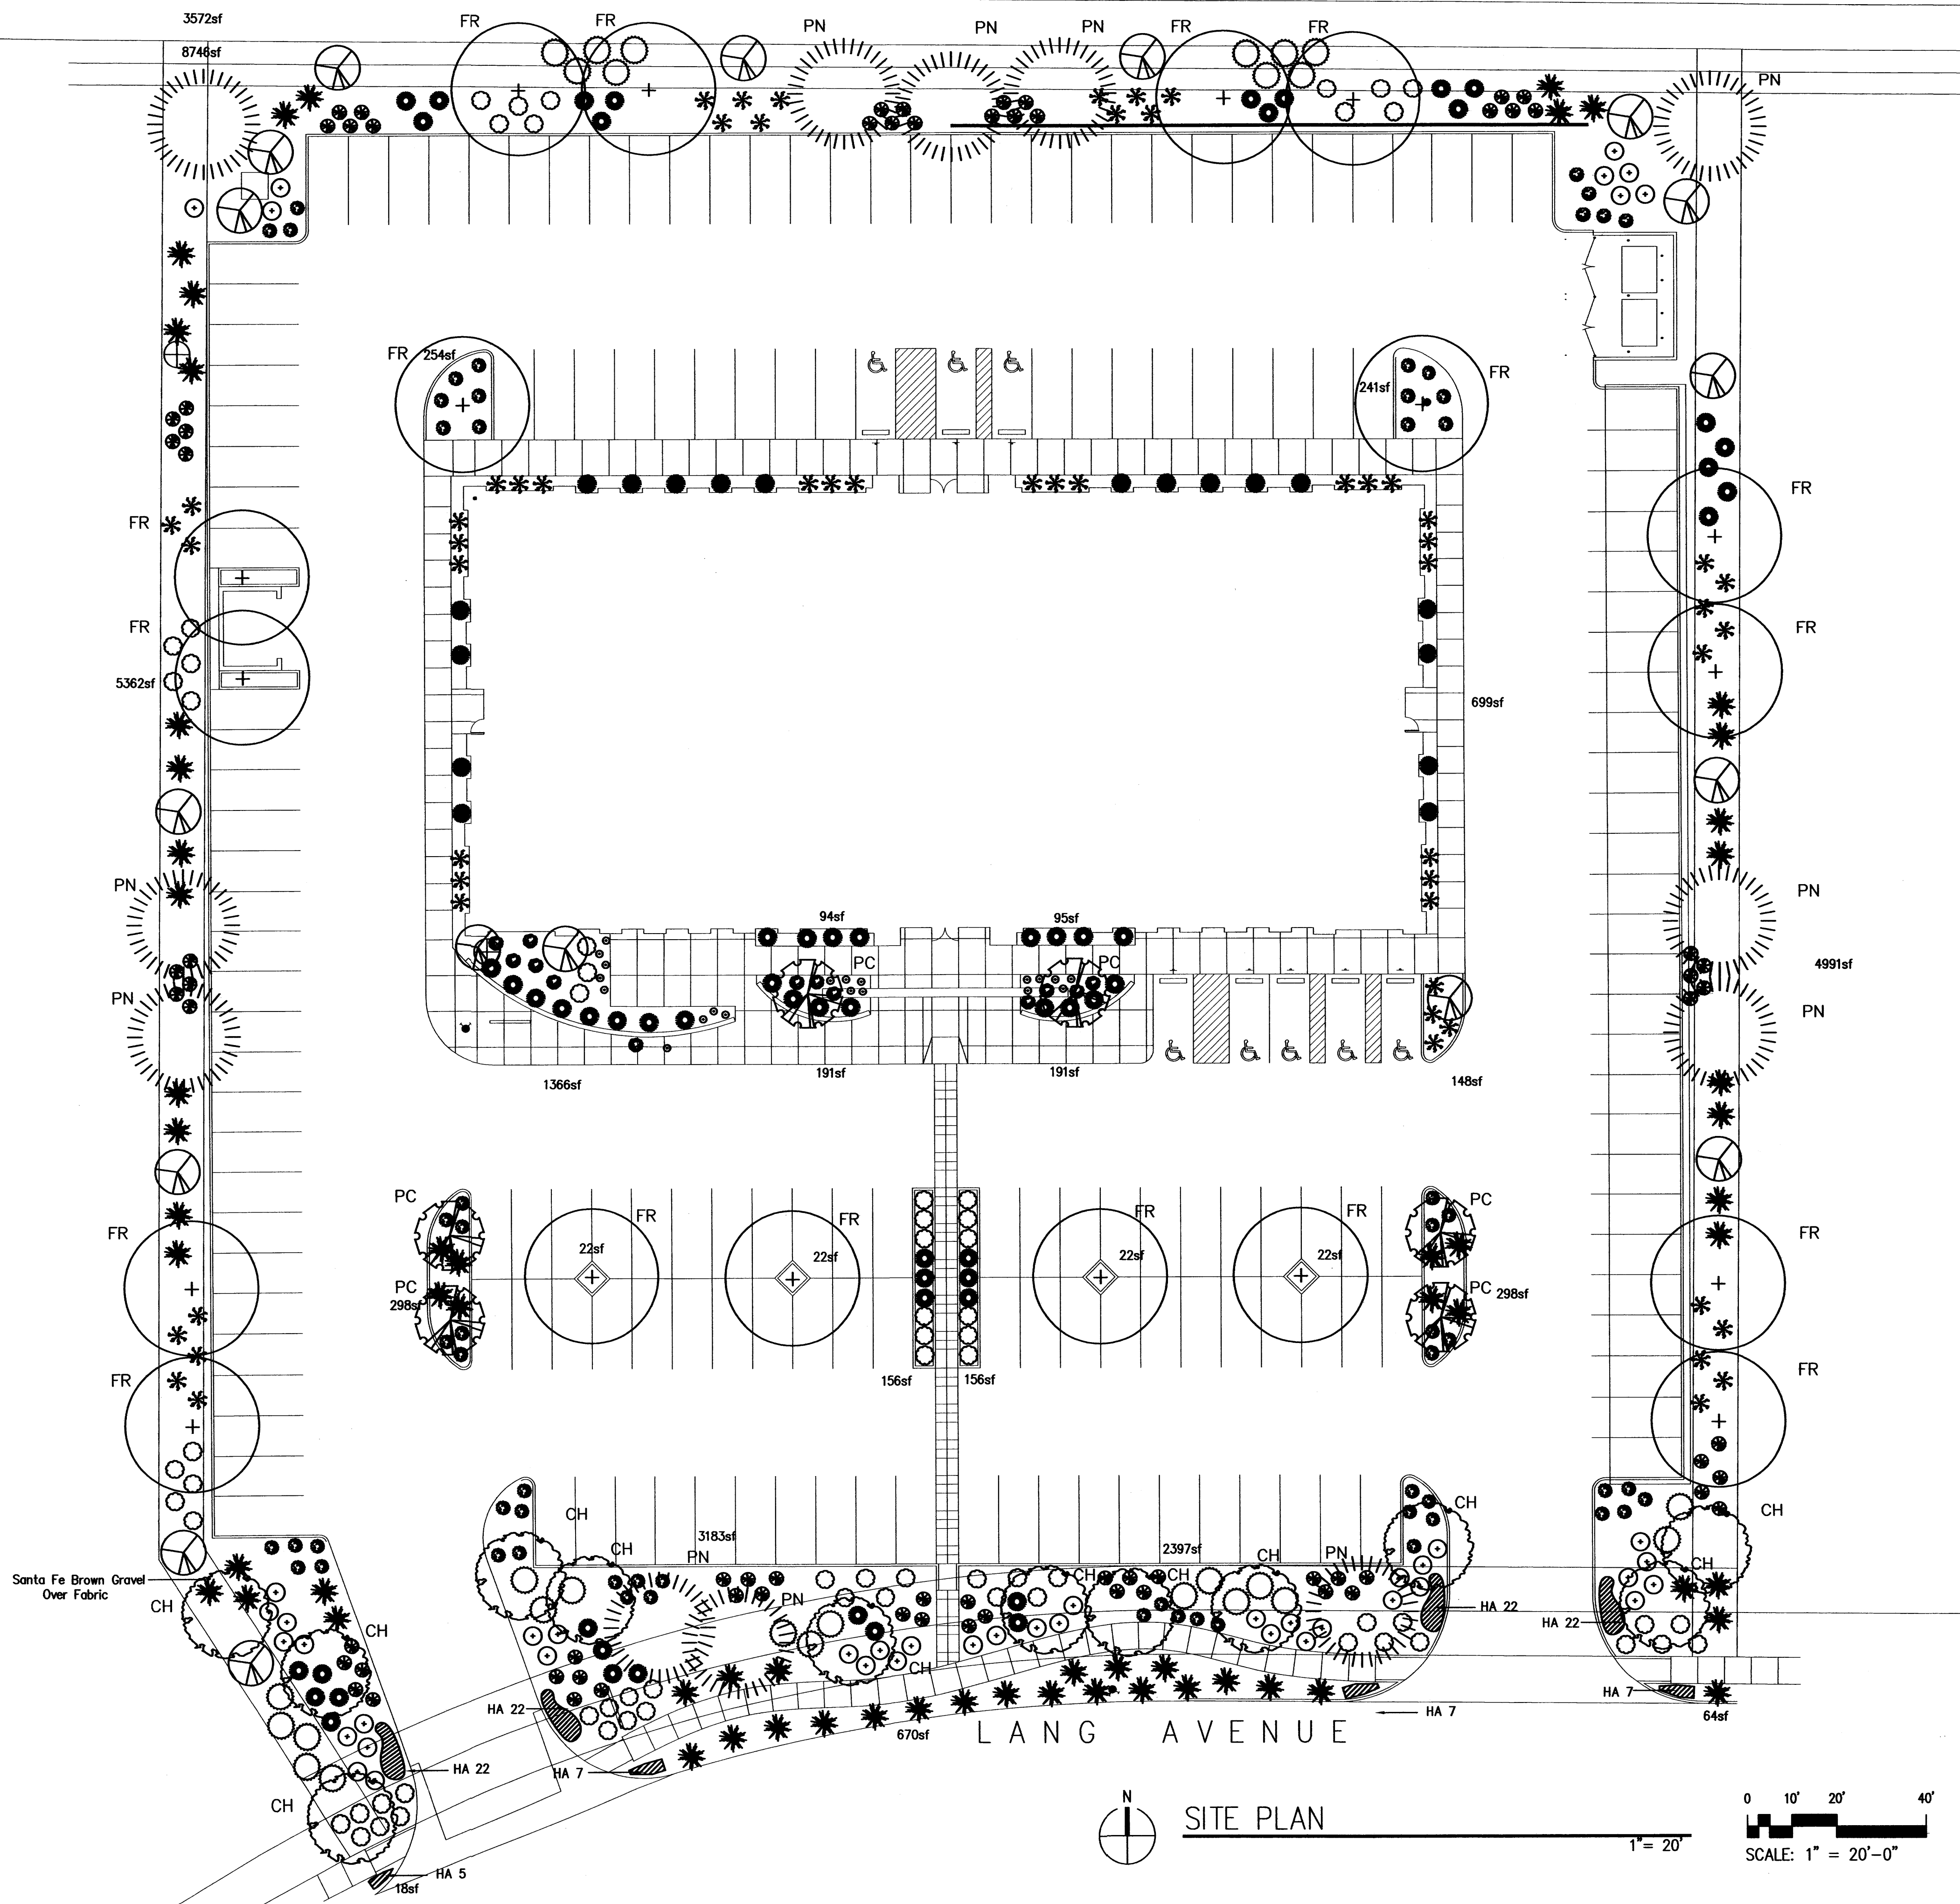 3572sf
8746sf
FR
FR
PN
PN
PN
FR
FR
PN
FR
254sf
241sf
FR
FR
FR
FR
FR
5362sf
699sf
PN
PN
94sf
95sf
PN
PN
4991sf
PC
PC
1366sf
191sf
191sf
148sf
PC
FR
FR
FR
FR
PC
22sf
22sf
22sf
22sf
FR
FR
PC
298sf
PC
298sf
156sf
156sf
FR
FR
CH
CH
CH
3183sf
CH
PN
2397sf
CH
PN
CH
CH
CH
PN
Santa Fe Brown Gravel
Over Fabric
CH
CH
HA 22
HA 22
CH
HA 22
HA 7
HA 7
670sf
LANG AVENUE
64sf
HA 22
HA 7
CH
N
SITE PLAN
1"= 20'
0 10' 20' 40'
SCALE: 1" = 20'-0"
HA 5
18sf